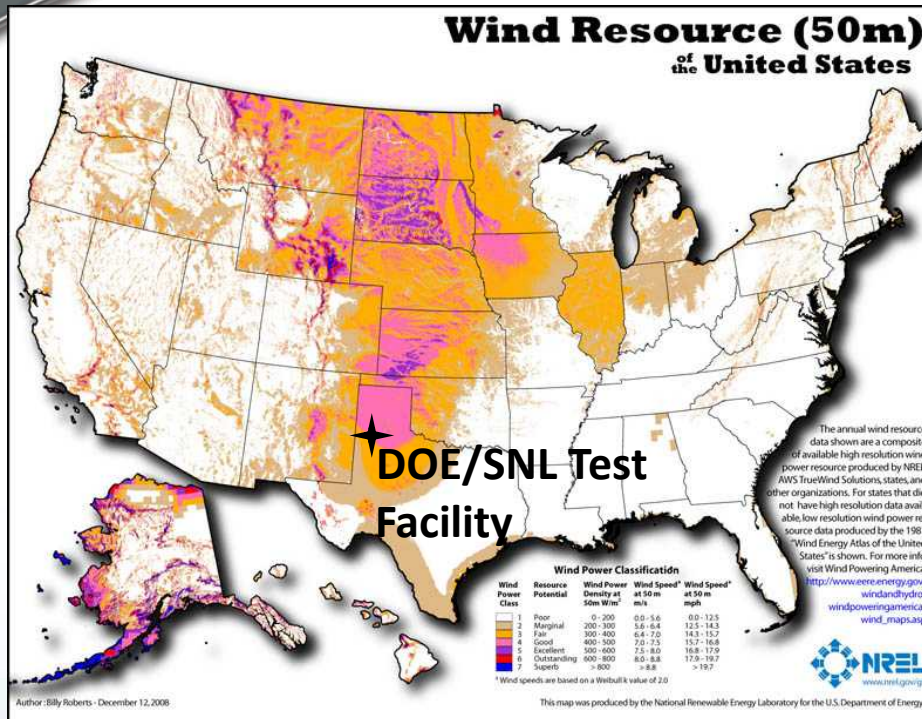 Wind Resource (50m)
of the United States
DOE/SNL Test
Facility
The annual wind resource
data shown are a composite
of available high resolution wind
power resource produced by NREL,
AWS TrueWind Solutions, states, and
other organizations. For states that do
not have high resolution data avail-
able, low resolution wind power re-
source data produced by the 198
"Wind Energy Atlas of the United
States" is shown. For more info
visit Wind Powering America
http://www.eere.energy.gov
windandhydro
windpoweringamerica
wind_maps.asp
Wind Power Classification
Wind Power Class Resource Potential Wind Power Density at 50m W/m² Wind Speedª at 50 m m/s Wind Speedª at 50 m mph
1 Poor 0 - 200 0.0 - 5.6 0.0 - 12.5
2 Marginal 200 - 300 5.6 - 6.4 12.5 - 14.3
3 Fair 300 - 400 6.4 - 7.0 14.3 - 15.7
4 Good 400 - 500 7.0 - 7.5 15.7 - 16.8
5 Excellent 500 - 600 7.5 - 8.0 16.8 - 17.9
6 Outstanding 600 - 800 8.0 - 8.8 17.9 - 19.7
7 Superb > 800 > 8.8 > 19.7
ª Wind speeds are based on a Weibull k value of 2.0
NREL
www.nrel.gov/g
Author : Billy Roberts - December 12, 2008
This map was produced by the National Renewable Energy Laboratory for the U.S. Department of Energy